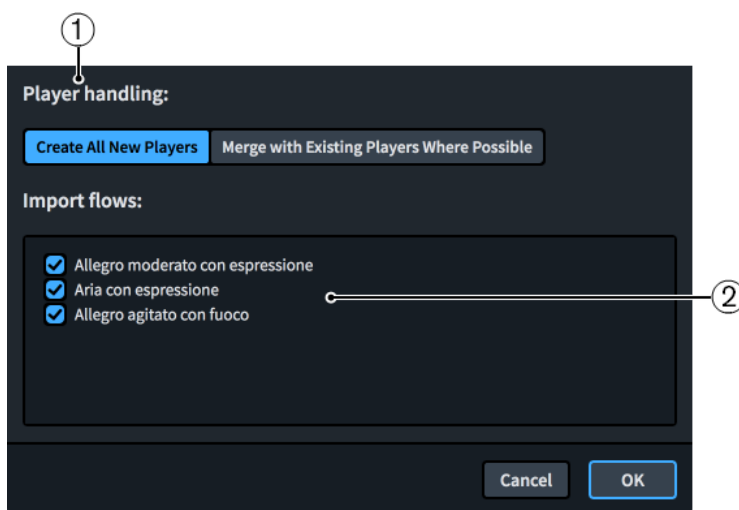 ①
Player handling:
Create All New Players Merge with Existing Players Where Possible
Import flows:
Allegro moderato con espressione
Aria con espressione
②
Allegro agitato con fuoco
Cancel OK